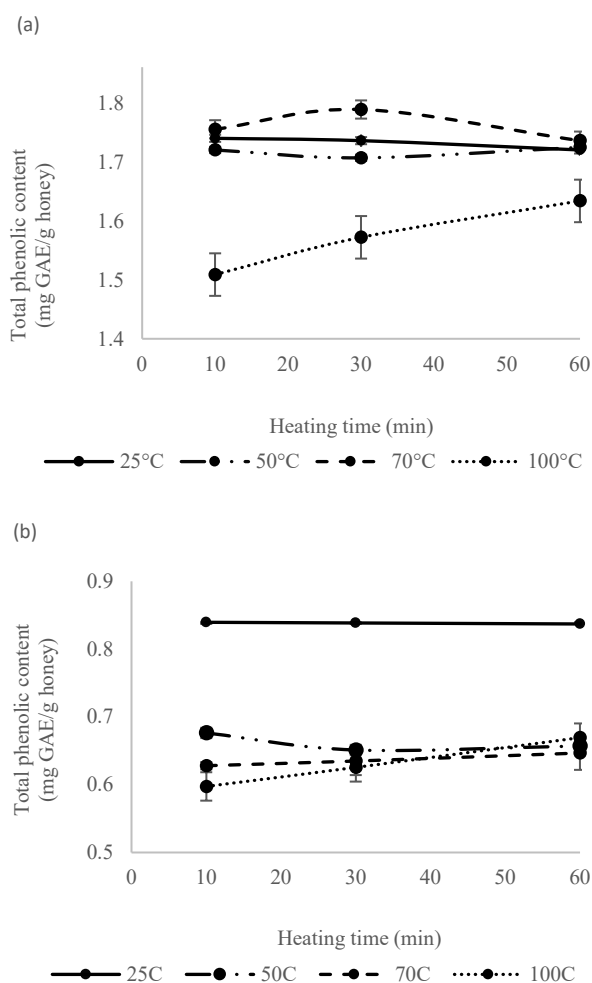 (a)
Total phenolic content
(mg GAE/g honey)
1.8
1.7
1.6
1.5
1.4
0 10 20 30 40 50 60
Heating time (min)
25°C 50°C 70°C 100°C
(b)
Total phenolic content
(mg GAE/g honey)
0.9
0.8
0.7
0.6
0.5
0 10 20 30 40 50 60
Heating time (min)
25C 50C 70C 100C